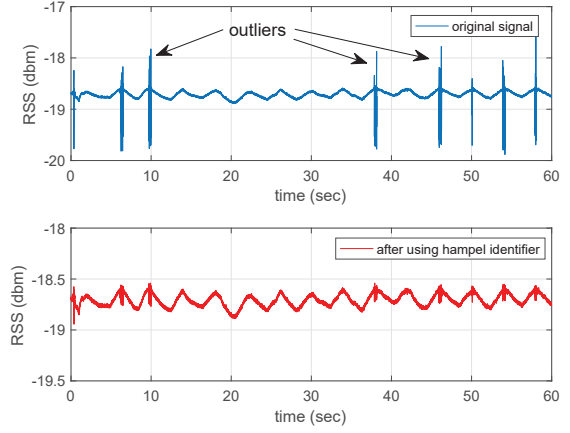 -17
outliers
original signal
-18
RSS (dbm)
-19
-20
0 10 20 30 40 50 60
time (sec)
-18
after using hampel identifier
-18.5
RSS (dbm)
-19
-19.5
0 10 20 30 40 50 60
time (sec)